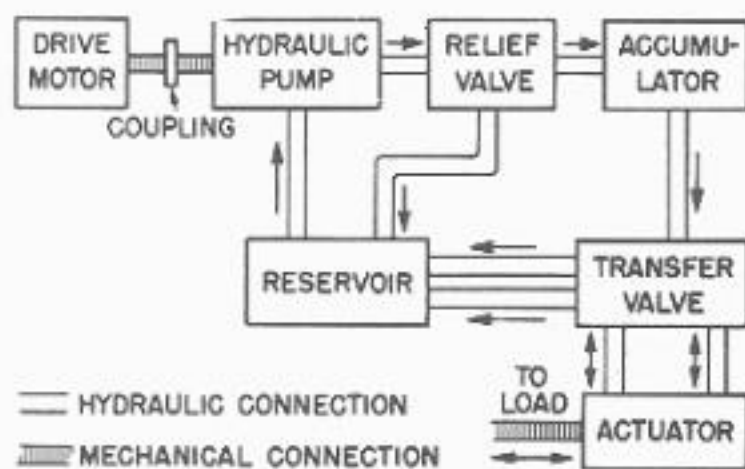 DRIVE
MOTOR
COUPLING
HYDRAULIC
PUMP
RELIEF
VALVE
ACCUMU-
LATOR
RESERVOIR
TRANSFER
VALVE
TO
LOAD
ACTUATOR
HYDRAULIC CONNECTION
MECHANICAL CONNECTION